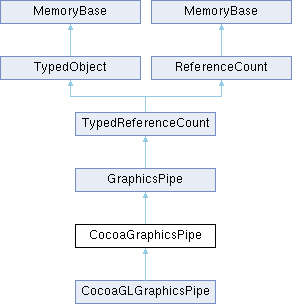 MemoryBase
MemoryBase
TypedObject
ReferenceCount
TypedReferenceCount
GraphicsPipe
CocoaGraphicsPipe
CocoaGLGraphicsPipe